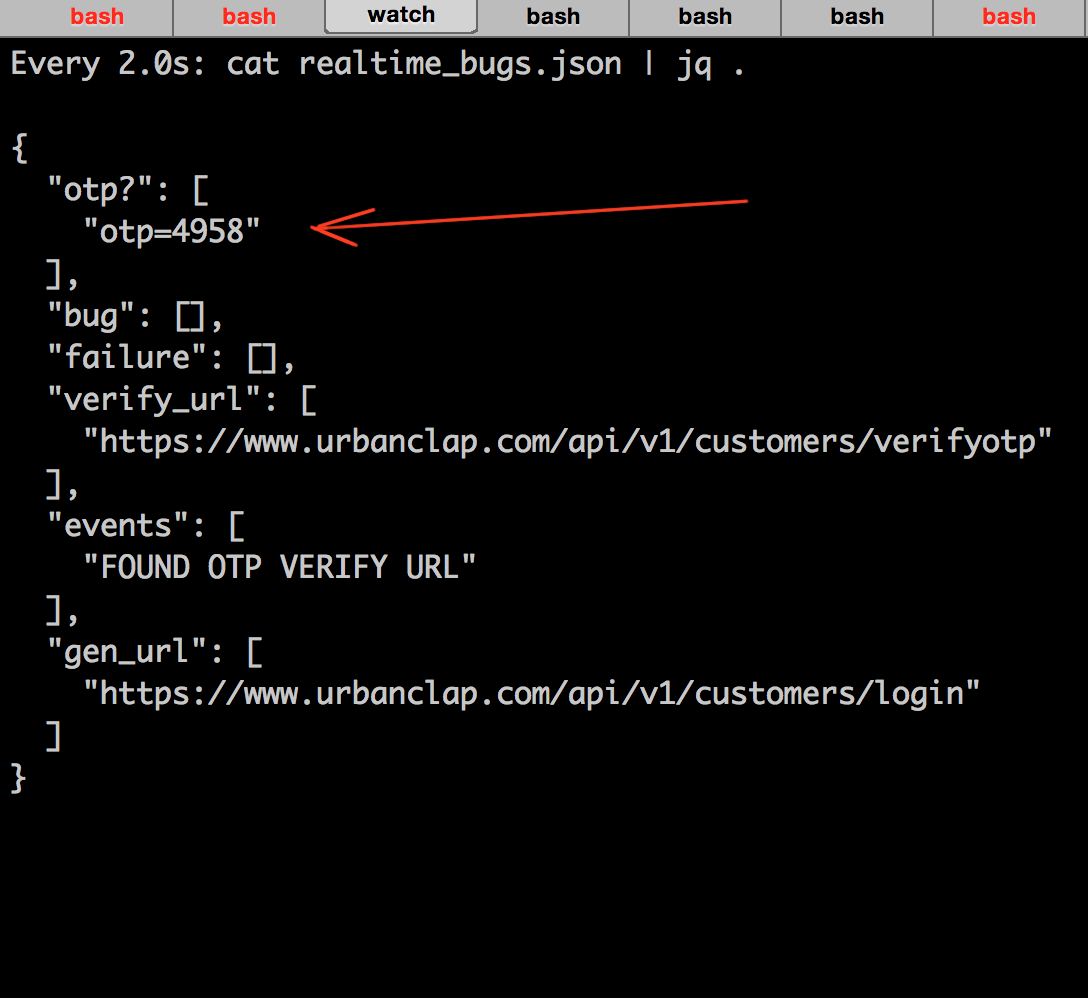 bash bash watch bash bash bash bash
Every 2.0s: cat realtime_bugs.json | jq .
{
"otp?": [
"otp=4958"
],
"bug": [],
"failure": [],
"verify_url": [
"https://www.urbanclap.com/api/v1/customers/verifyotp"
],
"events": [
"FOUND OTP VERIFY URL"
],
"gen_url": [
"https://www.urbanclap.com/api/v1/customers/login"
]
}